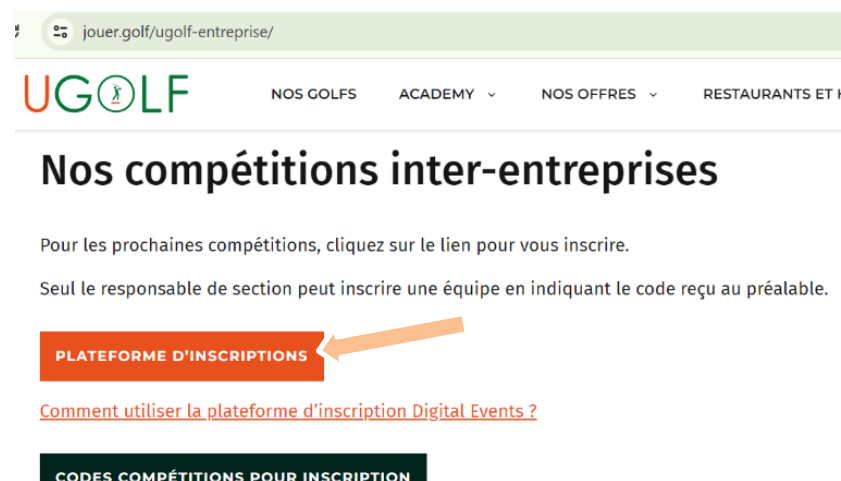 jouer.golf/ugolf-entreprise/
UGOLF NOS GOLFS ACADEMY NOS OFFRES RESTAURANTS ET
Nos compétitions inter-entreprises
Pour les prochaines compétitions, cliquez sur le lien pour vous inscrire.
Seul le responsable de section peut inscrire une équipe en indiquant le code reçu au préalable.
PLATEFORME D'INSCRIPTIONS
Comment utiliser la plateforme d'inscription Digital Events ?
CODES COMPÉTITIONS POUR INSCRIPTION